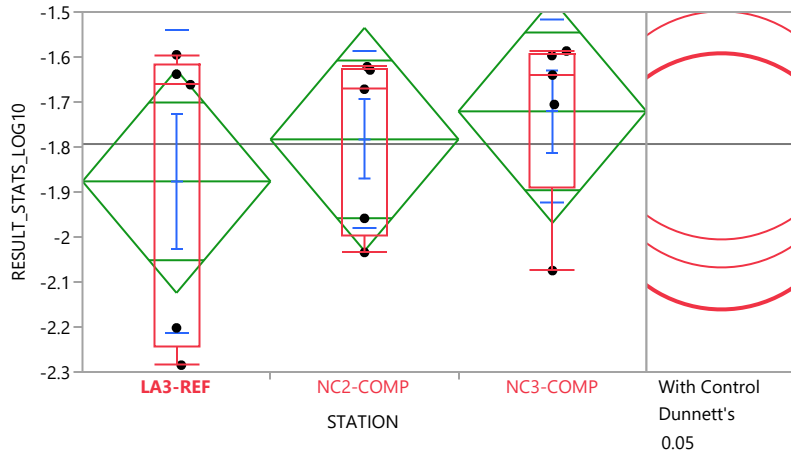 RESULT_STATS_LOG10
-1.5
-1.6
-1.7
-1.8
-1.9
-2
-2.1
-2.2
-2.3
LA3-REF NC2-COMP NC3-COMP
STATION
With Control
Dunnett's
0.05